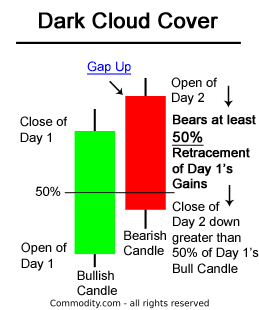 Dark Cloud Cover
Gap Up
Open of
Day 2
Close of
Day 1
Bears at least
50%
Retracement
of Day 1's
Gains
50%
Close of
Day 2 down
greater than
50% of Day 1's
Bull Candle
Open of
Day 1
Bearish
Candle
Bullish
Candle
Commodity.com - all rights reserved